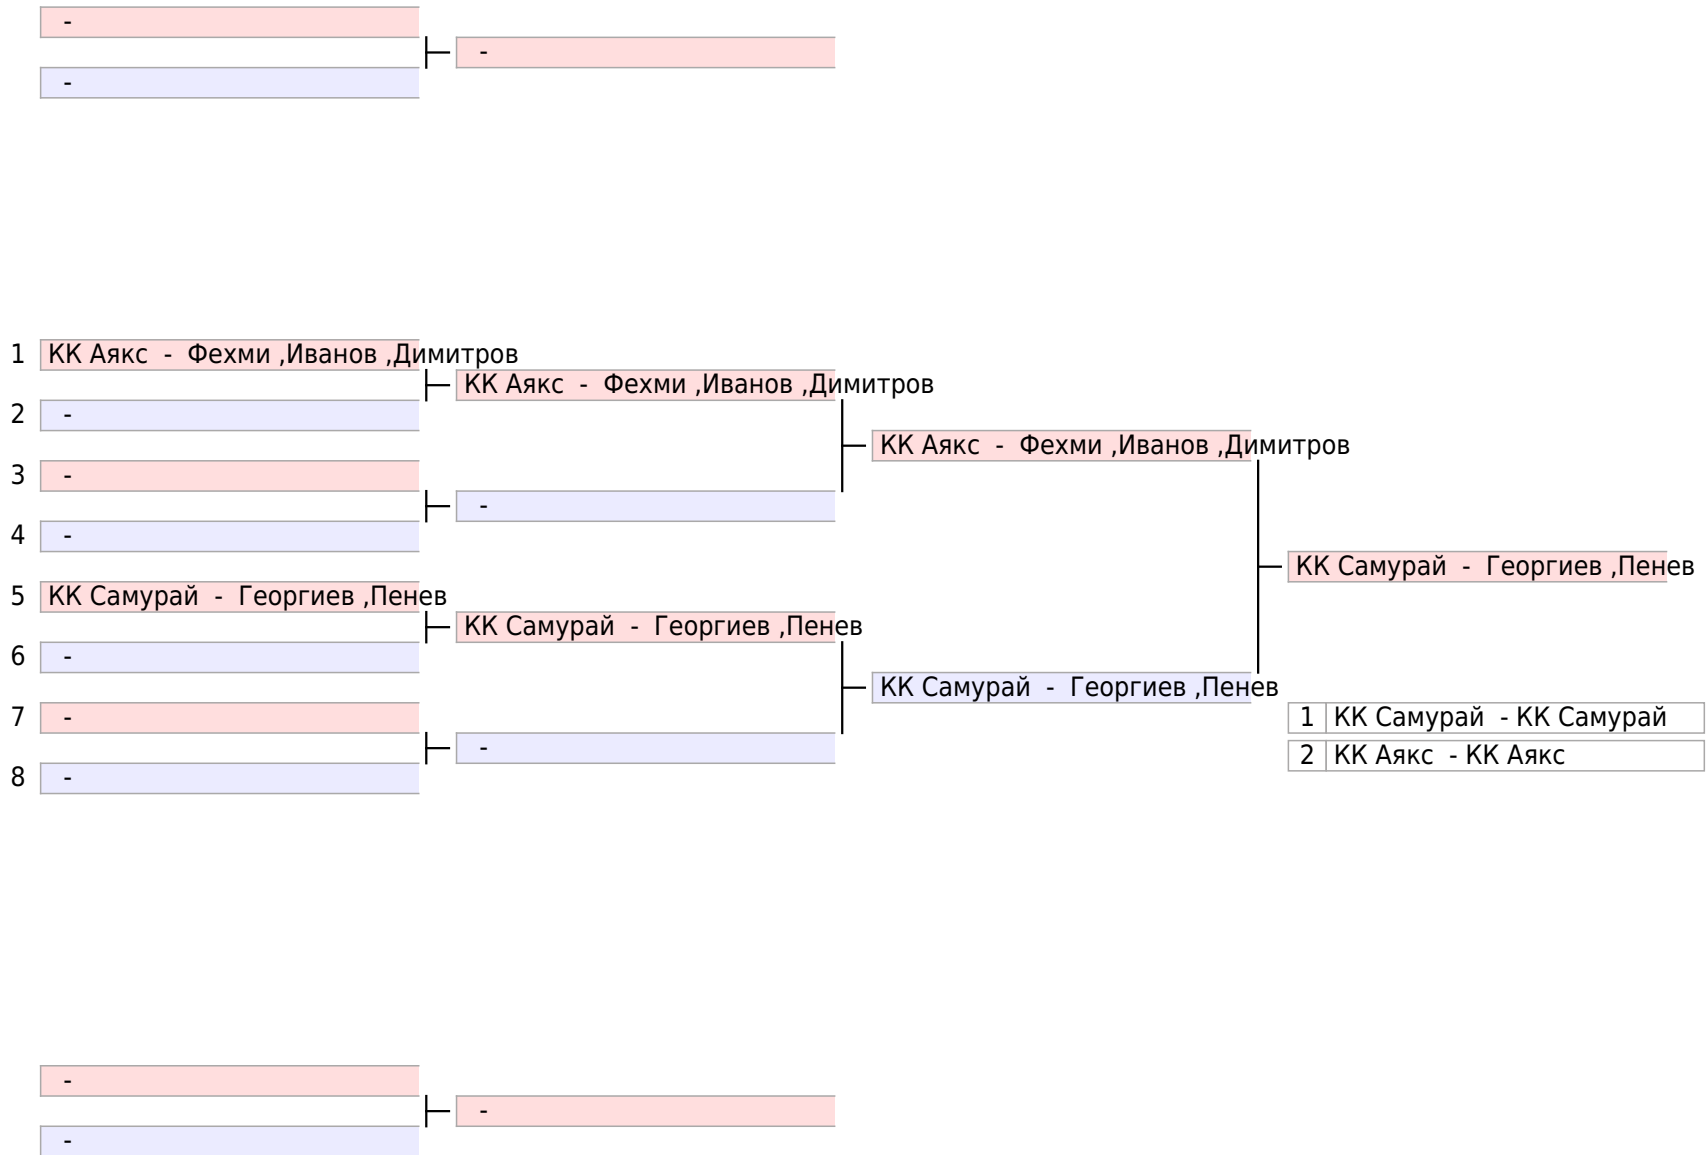 -
-
-
1 КК Аякс - Фехми ,Иванов ,Димитров
КК Аякс - Фехми ,Иванов ,Димитров
2 -
КК Аякс - Фехми ,Иванов ,Димитров
3 -
-
4 -
КК Самурай - Георгиев ,Пенев
5 КК Самурай - Георгиев ,Пенев
КК Самурай - Георгиев ,Пенев
6 -
КК Самурай - Георгиев ,Пенев
7 -
1 КК Самурай - КК Самурай
-
2 КК Аякс - КК Аякс
8 -
-
-
-